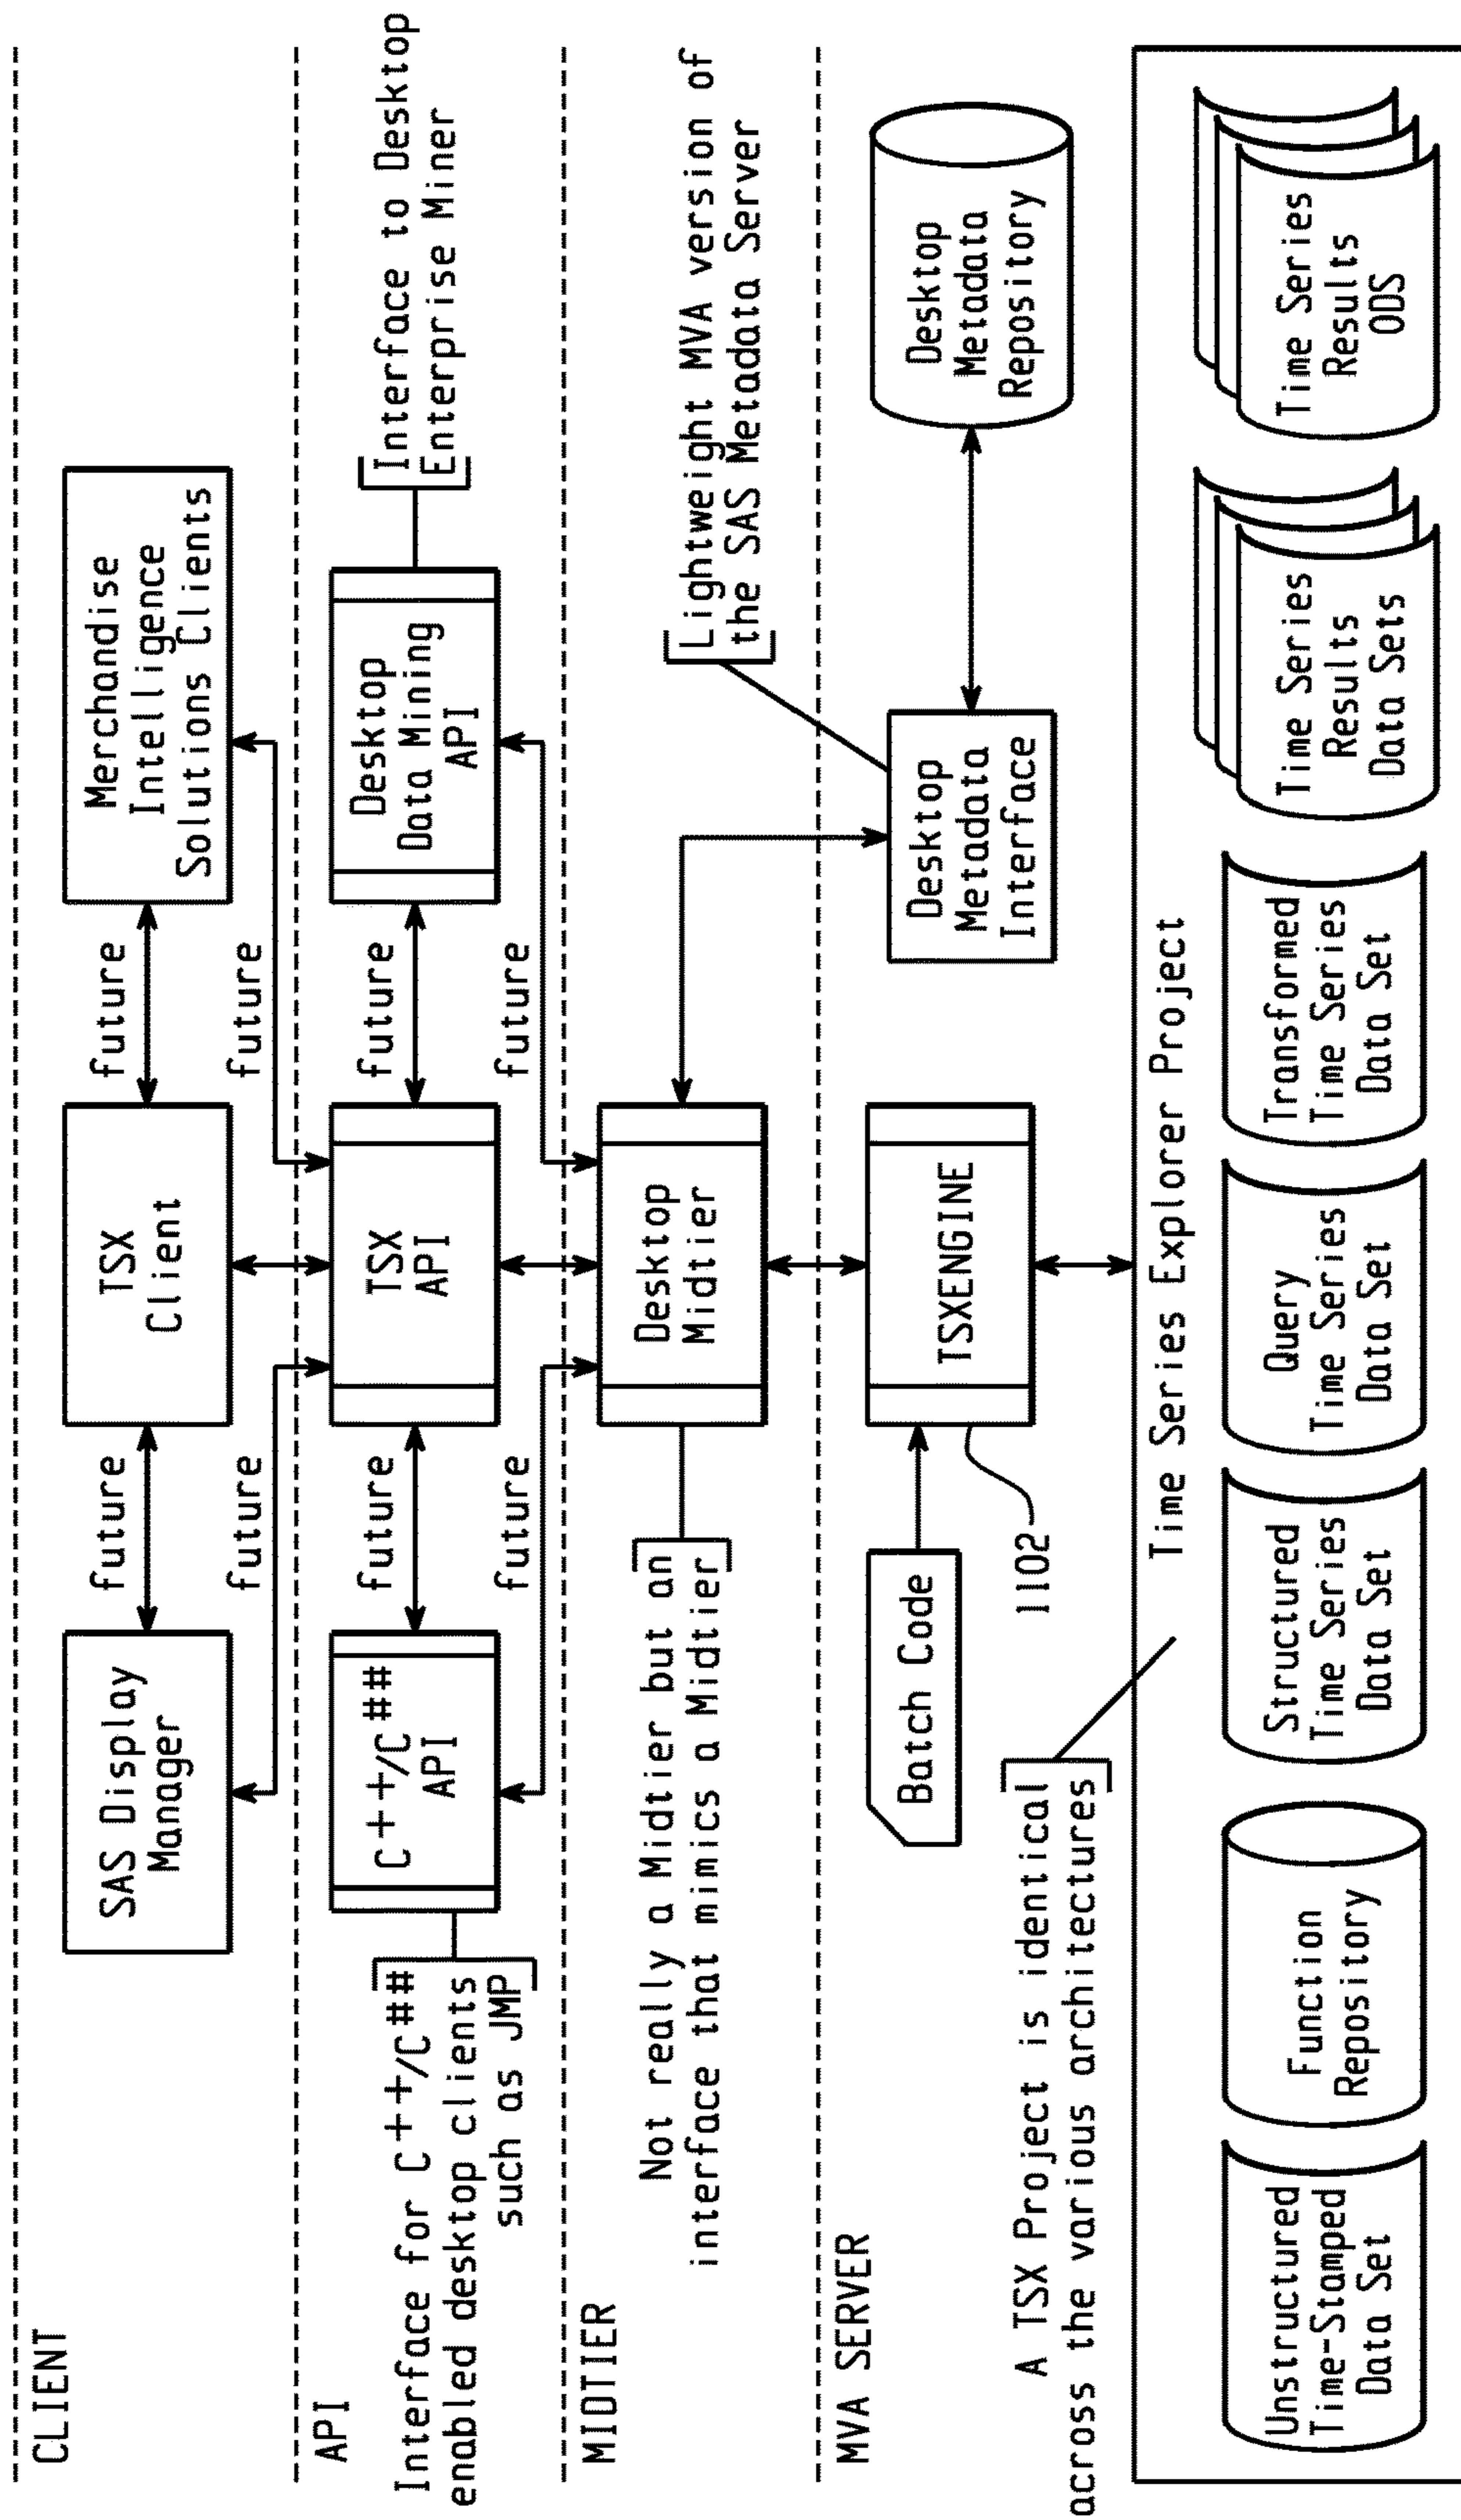 CLIENT
SAS Display
Manager
future
TSX
Client
future
Merchandise
Intelligence
Solutions Clients
future
future
API
Interface for C++/C##
enabled desktop clients
such as JMP
C++/C##
API
future
TSX
API
future
Desktop
Data Mining
API
Interface to Desktop
Enterprise Miner
future
future
MIDTIER
Not really a Midtier but an
interface that mimics a Midtier
Desktop
Midtier
Lightweight MVA version of
the SAS Metadata Server
MVA SERVER
Batch Code
TSXENGINE
1102
Desktop
Metadata
Interface
Desktop
Metadata
Repository
A TSX Project is identical
across the various architectures
Time Series Explorer Project
Unstructured
Time-Stamped
Data Set
Function
Repository
Structured
Time Series
Data Set
Query
Time Series
Data Set
Transformed
Time Series
Data Set
Time Series
Results
Data Sets
Time Series
Results
ODS